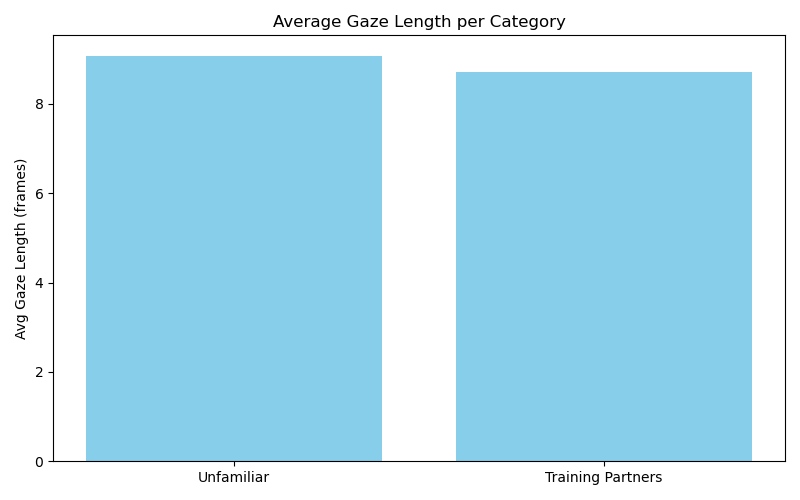 Average Gaze Length per Category
Avg Gaze Length (frames)
8
6
4
2
0
Unfamiliar
Training Partners